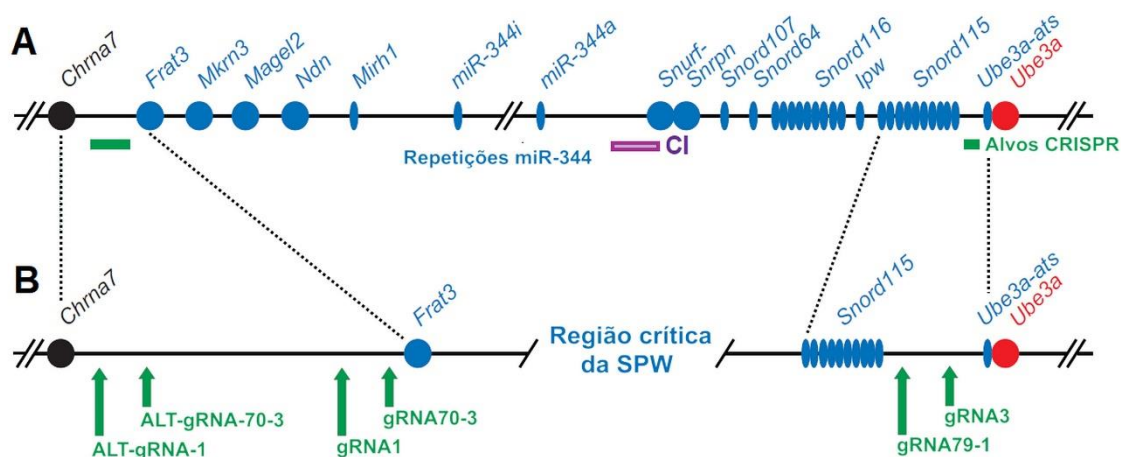 A
Chrna7
Frat3
Mkrn3
Magel2
Ndn
Mirh1
miR-344i
miR-344a
Snurf-
Snrpn
Snord107
Snord64
Snord116
Ipw
Snord115
Ube3a-ats
Ube3a
Repetições miR-344
CI
Alvos CRISPR
B
Chrna7
Frat3
Região crítica
da SPW
Snord115
Ube3a-ats
Ube3a
ALT-gRNA-70-3
ALT-gRNA-1
gRNA1
gRNA70-3
gRNA3
gRNA79-1